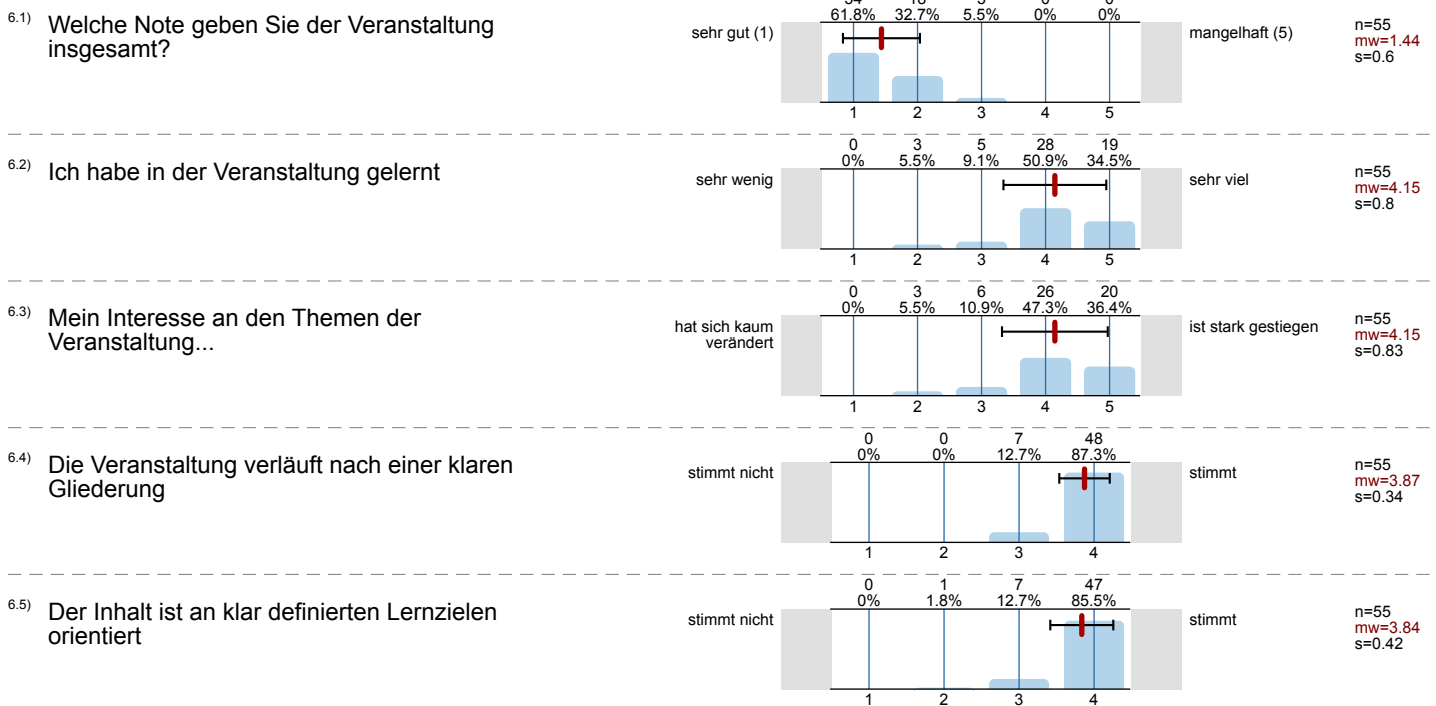 6.1) Welche Note geben Sie der Veranstaltung
insgesamt?
sehr gut (1)
61.8% 32.7% 5.5% 0% 0%
1 2 3 4 5
mangelhaft (5)
n=55
mw=1.44
s=0.6
6.2) Ich habe in der Veranstaltung gelernt
sehr wenig
0 3 5 28 19
0% 5.5% 9.1% 50.9% 34.5%
1 2 3 4 5
sehr viel
n=55
mw=4.15
s=0.8
6.3) Mein Interesse an den Themen der
Veranstaltung...
hat sich kaum
verändert
0 3 6 26 20
0% 5.5% 10.9% 47.3% 36.4%
1 2 3 4 5
ist stark gestiegen
n=55
mw=4.15
s=0.83
6.4) Die Veranstaltung verläuft nach einer klaren
Gliederung
stimmt nicht
0 0 7 48
0% 0% 12.7% 87.3%
1 2 3 4
stimmt
n=55
mw=3.87
s=0.34
6.5) Der Inhalt ist an klar definierten Lernzielen
orientiert
stimmt nicht
0 1 7 47
0% 1.8% 12.7% 85.5%
1 2 3 4
stimmt
n=55
mw=3.84
s=0.42